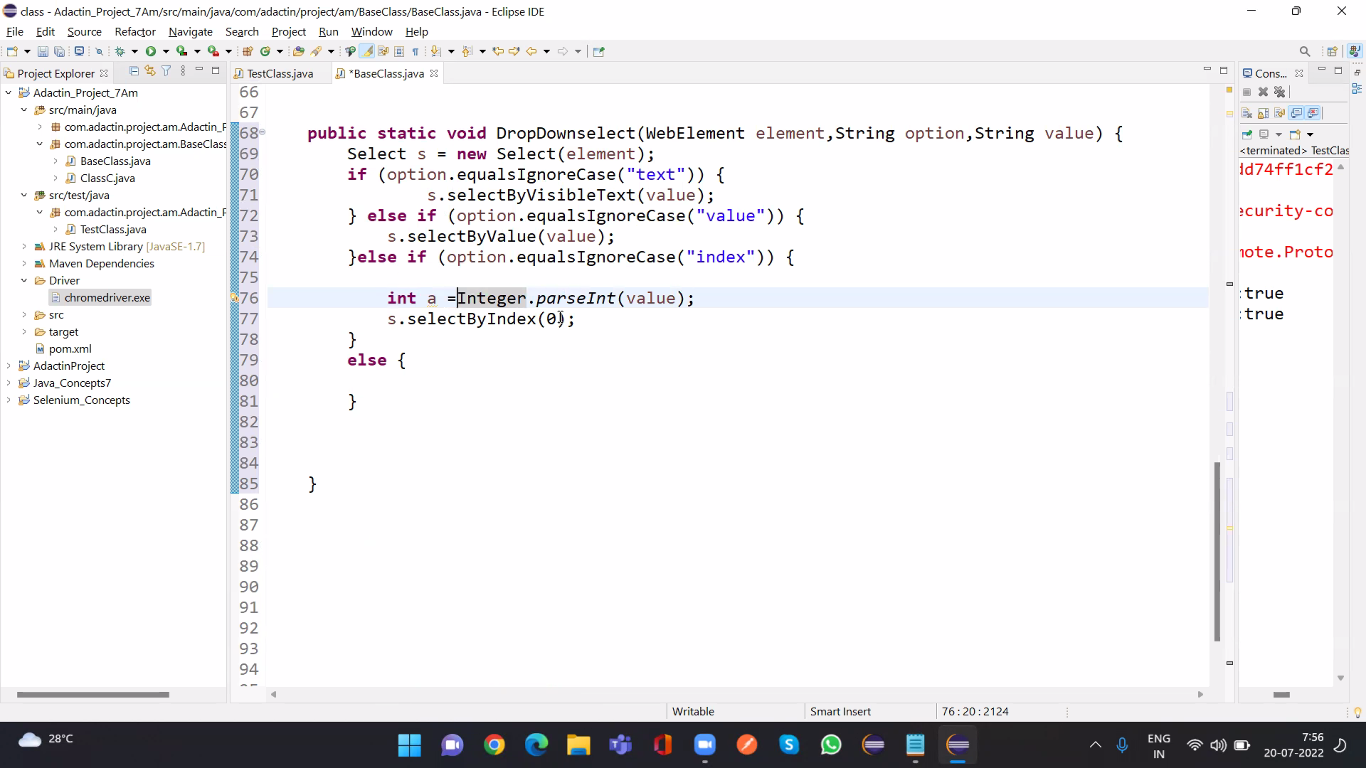 class - Adactin_Project_7Am/src/main/java/com/adactin/project/am/BaseClass/BaseClass.java - Eclipse IDE
File Edit Source Refactor Navigate Search Project Run Window Help
Project Explorer
Adactin_Project_7Am
src/main/java
com.adactin.project.am.Adactin_F
com.adactin.project.am.BaseClass
BaseClass.java
ClassC.java
src/test/java
com.adactin.project.am.Adactin_F
TestClass.java
JRE System Library [JavaSE-1.7]
Maven Dependencies
Driver
chromedriver.exe
src
target
pom.xml
AdactinProject
Java_Concepts7
Selenium_Concepts
TestClass.java *BaseClass.java
66
67
68 public static void DropDownselect(WebElement element,String option,String value) {
69 Select s = new Select(element);
70 if (option.equalsIgnoreCase("text")) {
71 s.selectByVisibleText(value);
72 } else if (option.equalsIgnoreCase("value")) {
73 s.selectByValue(value);
74 }else if (option.equalsIgnoreCase("index")) {
75
76 int a =Integer.parseInt(value);
77 s.selectByIndex(0);
78 }
79 else {
80
81 }
82
83
84
85 }
86
87
88
89
90
91
92
93
94
Cons...
<terminated> TestClas
dd74ff1cf2
ecurity-co
mote.Proto
:true
:true
Writable Smart Insert 76 : 20 : 2124
28°C
ENG
IN
7:56
20-07-2022